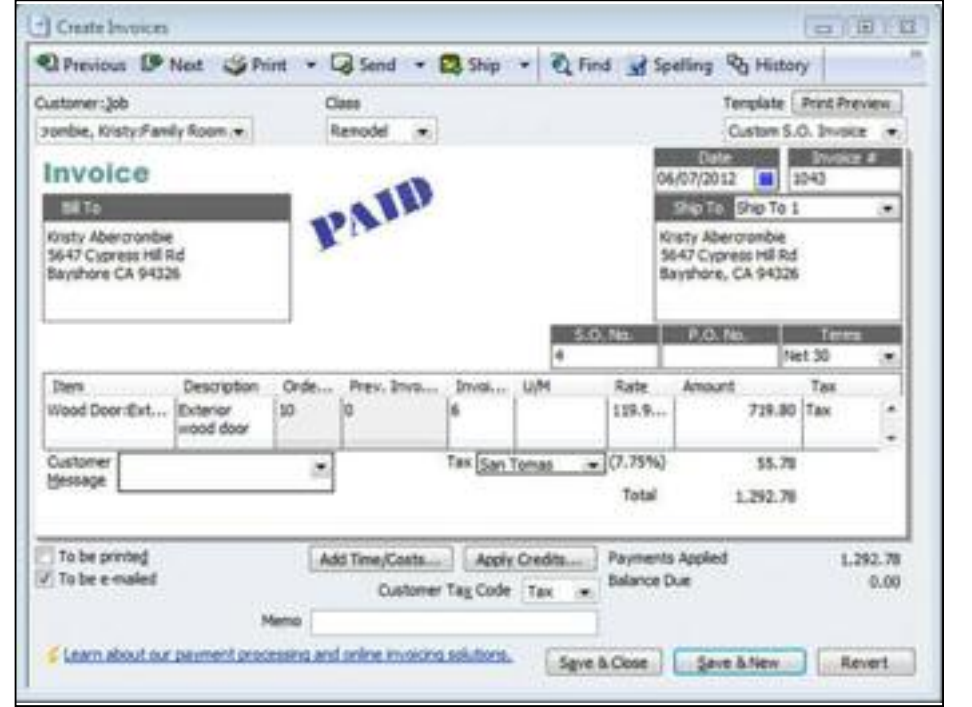 Create Invoices
Previous Next Print Send Ship Find Spelling History
Customer:Job Class Template Print Preview
rombie, Kristy:Family Room Remodel Custom S.O. Invoice
Invoice
PAID
Date Invoice #
06/07/2012 1043
Bill To
Kristy Abercrombie
5647 Cypress Hill Rd
Bayshore CA 94326
Ship To Ship To 1
Kristy Abercrombie
5647 Cypress Hill Rd
Bayshore, CA 94326
S.O. No. P.O. No. Terms
4 Net 30
Item Description Orde... Prev. Invo... Invoi... U/M Rate Amount Tax
Wood Door:Ext... Exterior 10 0 6 119.9... 719.80 Tax
wood door
Customer Tax San Tomas (7.75%) 55.78
Message
Total 1,292.78
To be printed Add Time/Costs... Apply Credits... Payments Applied 1,292.78
To be e-mailed Customer Tax Code Tax Balance Due 0.00
Memo
Learn about our payment processing and online invoicing solutions. Save & Close Save & New Revert